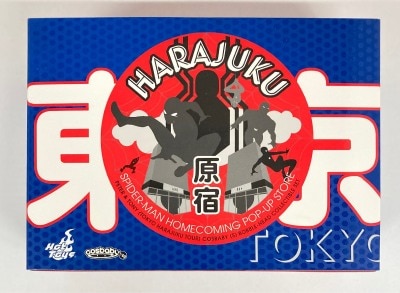 HARAJUKU
東京
原宿
SPIDER-MAN HOMECOMING POP-UP STORE
TOKYO
Hot Toys
cosbaby